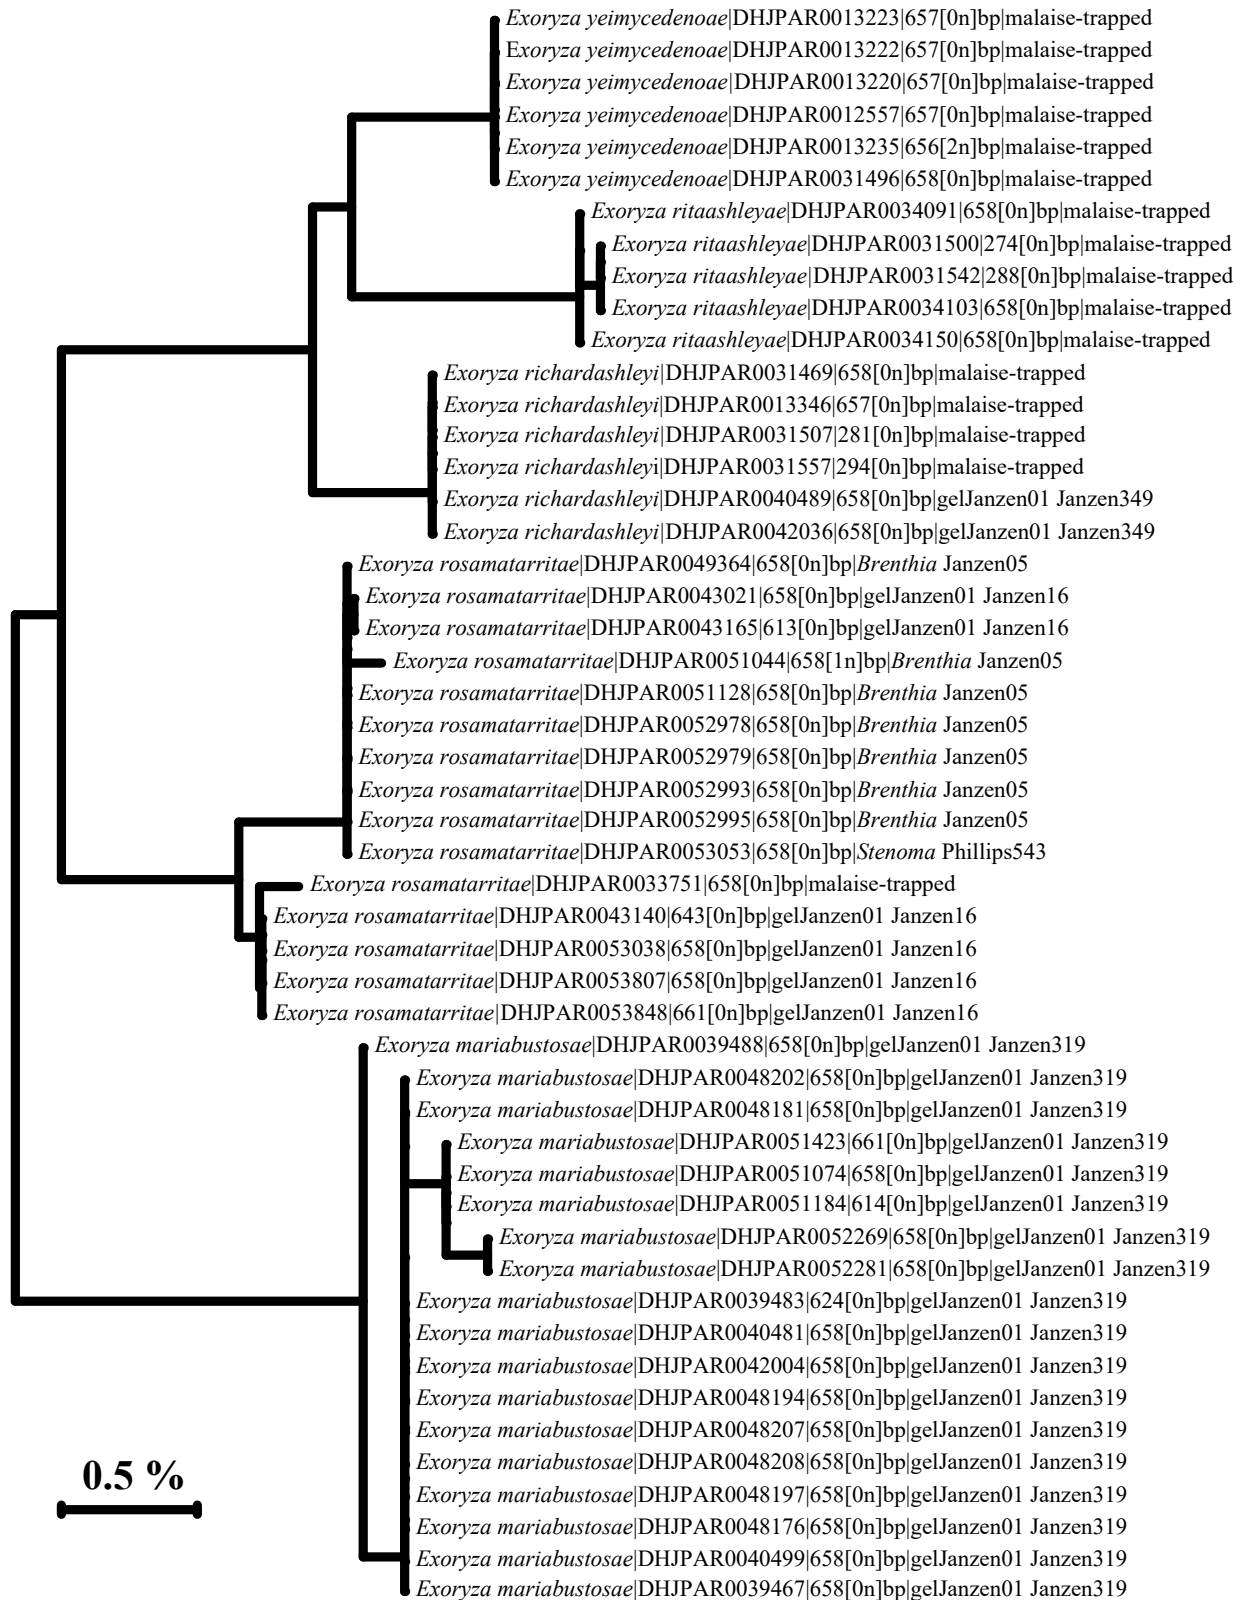 Exoryza yeimycedenoae|DHJPAR0013223|657[0n]bp|malaise-trapped
Exoryza yeimycedenoae|DHJPAR0013222|657[0n]bp|malaise-trapped
Exoryza yeimycedenoae|DHJPAR0013220|657[0n]bp|malaise-trapped
Exoryza yeimycedenoae|DHJPAR0012557|657[0n]bp|malaise-trapped
Exoryza yeimycedenoae|DHJPAR0013235|656[2n]bp|malaise-trapped
Exoryza yeimycedenoae|DHJPAR0031496|658[0n]bp|malaise-trapped
Exoryza ritaashleyae|DHJPAR0034091|658[0n]bp|malaise-trapped
Exoryza ritaashleyae|DHJPAR0031500|274[0n]bp|malaise-trapped
Exoryza ritaashleyae|DHJPAR0031542|288[0n]bp|malaise-trapped
Exoryza ritaashleyae|DHJPAR0034103|658[0n]bp|malaise-trapped
Exoryza ritaashleyae|DHJPAR0034150|658[0n]bp|malaise-trapped
Exoryza richardashleyi|DHJPAR0031469|658[0n]bp|malaise-trapped
Exoryza richardashleyi|DHJPAR0013346|657[0n]bp|malaise-trapped
Exoryza richardashleyi|DHJPAR0031507|281[0n]bp|malaise-trapped
Exoryza richardashleyi|DHJPAR0031557|294[0n]bp|malaise-trapped
Exoryza richardashleyi|DHJPAR0040489|658[0n]bp|gelJanzen01 Janzen349
Exoryza richardashleyi|DHJPAR0042036|658[0n]bp|gelJanzen01 Janzen349
Exoryza rosamatarritae|DHJPAR0049364|658[0n]bp|Brenthia Janzen05
Exoryza rosamatarritae|DHJPAR0043021|658[0n]bp|gelJanzen01 Janzen16
Exoryza rosamatarritae|DHJPAR0043165|613[0n]bp|gelJanzen01 Janzen16
Exoryza rosamatarritae|DHJPAR0051044|658[1n]bp|Brenthia Janzen05
Exoryza rosamatarritae|DHJPAR0051128|658[0n]bp|Brenthia Janzen05
Exoryza rosamatarritae|DHJPAR0052978|658[0n]bp|Brenthia Janzen05
Exoryza rosamatarritae|DHJPAR0052979|658[0n]bp|Brenthia Janzen05
Exoryza rosamatarritae|DHJPAR0052993|658[0n]bp|Brenthia Janzen05
Exoryza rosamatarritae|DHJPAR0052995|658[0n]bp|Brenthia Janzen05
Exoryza rosamatarritae|DHJPAR0053053|658[0n]bp|Stenoma Phillips543
Exoryza rosamatarritae|DHJPAR0033751|658[0n]bp|malaise-trapped
Exoryza rosamatarritae|DHJPAR0043140|643[0n]bp|gelJanzen01 Janzen16
Exoryza rosamatarritae|DHJPAR0053038|658[0n]bp|gelJanzen01 Janzen16
Exoryza rosamatarritae|DHJPAR0053807|658[0n]bp|gelJanzen01 Janzen16
Exoryza rosamatarritae|DHJPAR0053848|661[0n]bp|gelJanzen01 Janzen16
Exoryza mariabustosae|DHJPAR0039488|658[0n]bp|gelJanzen01 Janzen319
Exoryza mariabustosae|DHJPAR0048202|658[0n]bp|gelJanzen01 Janzen319
Exoryza mariabustosae|DHJPAR0048181|658[0n]bp|gelJanzen01 Janzen319
Exoryza mariabustosae|DHJPAR0051423|661[0n]bp|gelJanzen01 Janzen319
Exoryza mariabustosae|DHJPAR0051074|658[0n]bp|gelJanzen01 Janzen319
Exoryza mariabustosae|DHJPAR0051184|614[0n]bp|gelJanzen01 Janzen319
Exoryza mariabustosae|DHJPAR0052269|658[0n]bp|gelJanzen01 Janzen319
Exoryza mariabustosae|DHJPAR0052281|658[0n]bp|gelJanzen01 Janzen319
Exoryza mariabustosae|DHJPAR0039483|624[0n]bp|gelJanzen01 Janzen319
Exoryza mariabustosae|DHJPAR0040481|658[0n]bp|gelJanzen01 Janzen319
Exoryza mariabustosae|DHJPAR0042004|658[0n]bp|gelJanzen01 Janzen319
Exoryza mariabustosae|DHJPAR0048194|658[0n]bp|gelJanzen01 Janzen319
Exoryza mariabustosae|DHJPAR0048207|658[0n]bp|gelJanzen01 Janzen319
Exoryza mariabustosae|DHJPAR0048208|658[0n]bp|gelJanzen01 Janzen319
Exoryza mariabustosae|DHJPAR0048197|658[0n]bp|gelJanzen01 Janzen319
Exoryza mariabustosae|DHJPAR0048176|658[0n]bp|gelJanzen01 Janzen319
Exoryza mariabustosae|DHJPAR0040499|658[0n]bp|gelJanzen01 Janzen319
Exoryza mariabustosae|DHJPAR0039467|658[0n]bp|gelJanzen01 Janzen319
0.5 %